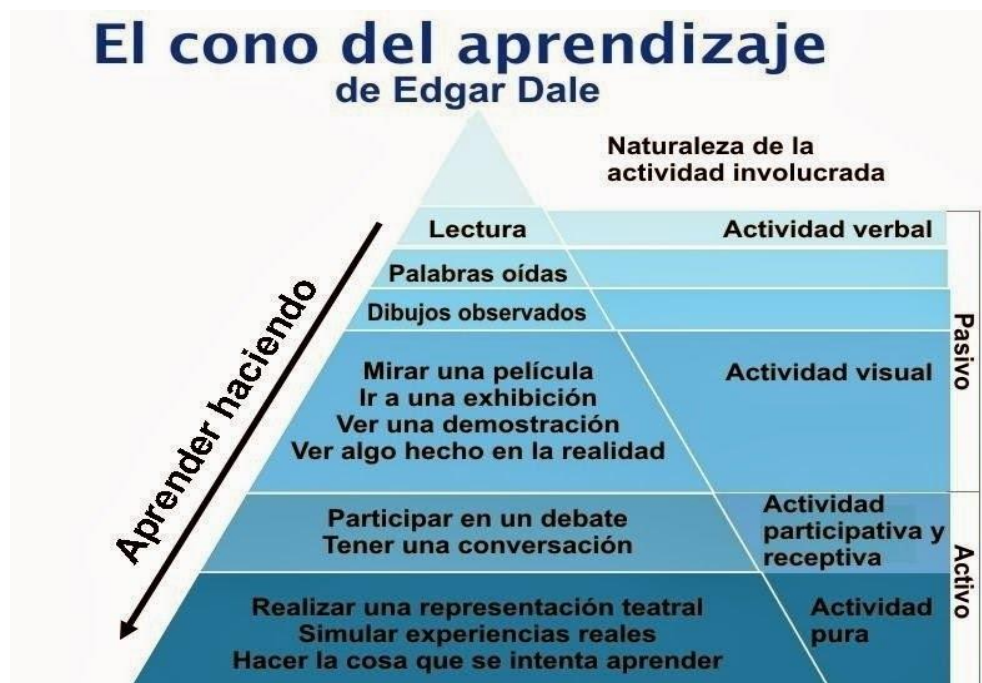 El cono del aprendizaje
de Edgar Dale
Naturaleza de la
actividad involucrada
Lectura
Actividad verbal
Palabras oídas
Dibujos observados
Mirar una película
Ir a una exhibición
Ver una demostración
Ver algo hecho en la realidad
Actividad visual
Pasivo
Aprender haciendo
Participar en un debate
Tener una conversación
Actividad
participativa y
receptiva
Activo
Realizar una representación teatral
Simular experiencias reales
Hacer la cosa que se intenta aprender
Actividad
pura